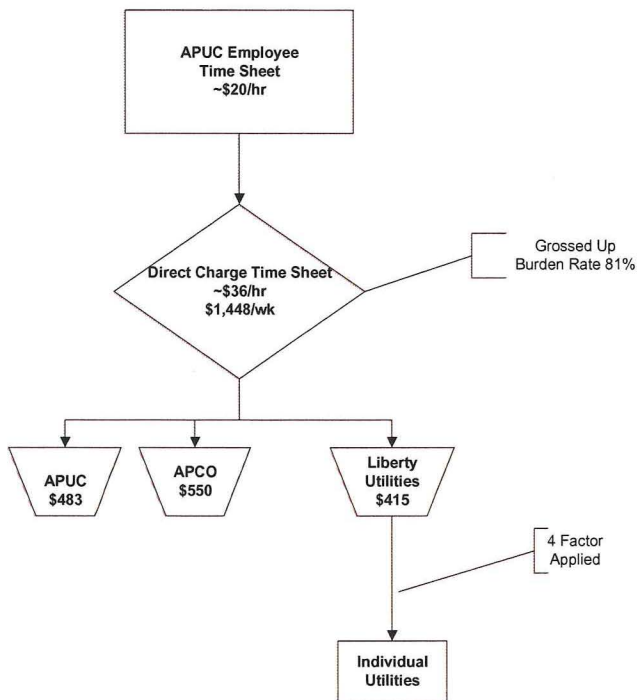 APUC Employee
Time Sheet
~$20/hr
Direct Charge Time Sheet
~$36/hr
$1,448/wk
Grossed Up
Burden Rate 81%
APUC
$483
APCO
$550
Liberty
Utilities
$415
4 Factor
Applied
Individual
Utilities